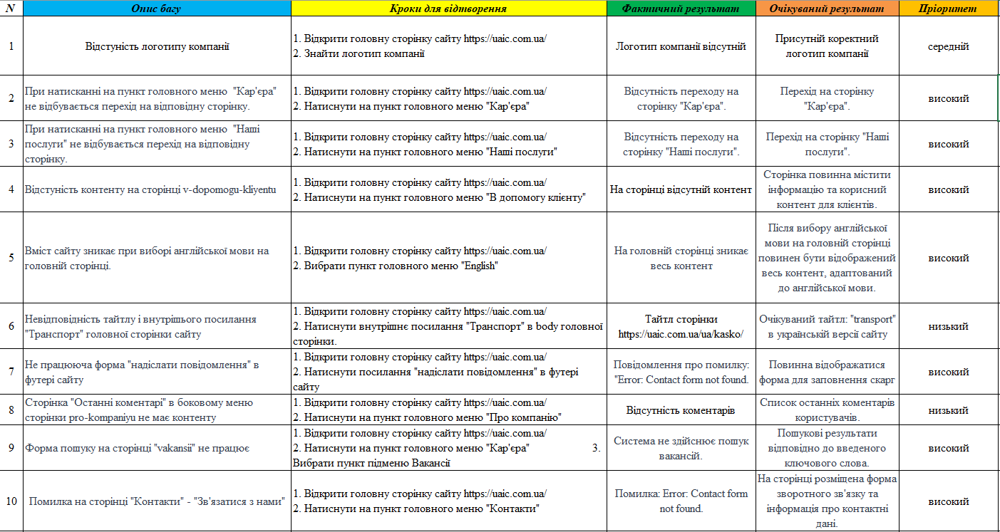 N Опис багу Кроки для відтворення Фактичний результат Очікуваний результат Пріоритет
1
Відстуність логотипу компанії
1. Відкрити головну сторінку сайту https://uaic.com.ua/
2. Знайти логотип компанії
Логотип компанії відсутній
Присутній коректний
логотип компанії
середній
2
При натисканні на пункт головного меню "Кар'єра"
не відбувається перехід на відповідну сторінку.
1. Відкрити головну сторінку сайту https://uaic.com.ua/
2. Натиснути на пункт головного меню "Кар'єра"
Відсутність переходу на
сторінку "Кар'єра".
Перехід на сторінку
"Кар'єра".
високий
3
При натисканні на пункт головного меню "Наші
послуги" не відбувається перехід на відповідну
сторінку.
1. Відкрити головну сторінку сайту https://uaic.com.ua/
2. Натиснути на пункт головного меню "Наші послуги"
Відсутність переходу на
сторінку "Наші послуги".
Перехід на сторінку "Наші
послуги".
високий
4
Відстуність контенту на сторінці v-dopomogu-kliyentu
1. Відкрити головну сторінку сайту https://uaic.com.ua/
2. Натиснути на пункт головного меню "В допомогу клієнту"
На сторінці відсутній контент
Сторінка повинна містити
інформацію та корисний
контент для клієнтів.
високий
5
Вміст сайту зникає при виборі англійської мови на
головній сторінці.
1. Відкрити головну сторінку сайту https://uaic.com.ua/
2. Вибрати пункт головного меню "English"
На головній сторінці зникає
весь контент
Після вибору англійської
мови на головній сторінці
повинен бути відображений
весь контент, адаптований
до англійської мови.
високий
6
Невідповідність тайтлу і внутрішього посилання
"Транспорт" головної сторінки сайту
1. Відкрити головну сторінку сайту https://uaic.com.ua/
2. Натиснути внутрішнє посилання "Транспорт" в body головної
сторінки.
Тайтл сторінки
https://uaic.com.ua/ua/kasko/
Очікуваний тайтл: "transport"
в українській версії сайту
низький
7
Не працююча форма "надіслати повідомлення" в
футері сайту
1. Відкрити головну сторінку сайту https://uaic.com.ua/
2. Натиснути посилання "надіслати повідомлення" в футері
сайту
Повідомлення про помилку:
"Error: Contact form not found.
Повинна відображатися
форма для заповнення скарг
високий
8
Сторінка "Останні коментарі" в боковому меню
сторінки pro-kompaniyu не має контенту
1. Відкрити головну сторінку сайту https://uaic.com.ua/
2. Натиснути на пункт головного меню "Про компанію"
Відсутність коментарів
Список останніх коментарів
користувачів.
низький
9
Форма пошуку на сторінці "vakansii" не працює
1. Відкрити головну сторінку сайту https://uaic.com.ua/
2. Натиснути на пункт головного меню "Кар'єра" 3.
Вибрати пункт підменю Вакансії
Система не здійснює пошук
вакансій.
Пошукові результати
відповідно до введеного
ключового слова.
високий
10
Помилка на сторінці "Контакти" - "Зв'язатися з нами"
1. Відкрити головну сторінку сайту https://uaic.com.ua/
2. Натиснути на пункт головного меню "Контакти"
Помилка: Error: Contact form
not found.
На сторінці розміщена форма
зворотного зв'язку та
інформація про контактні
дані.
високий